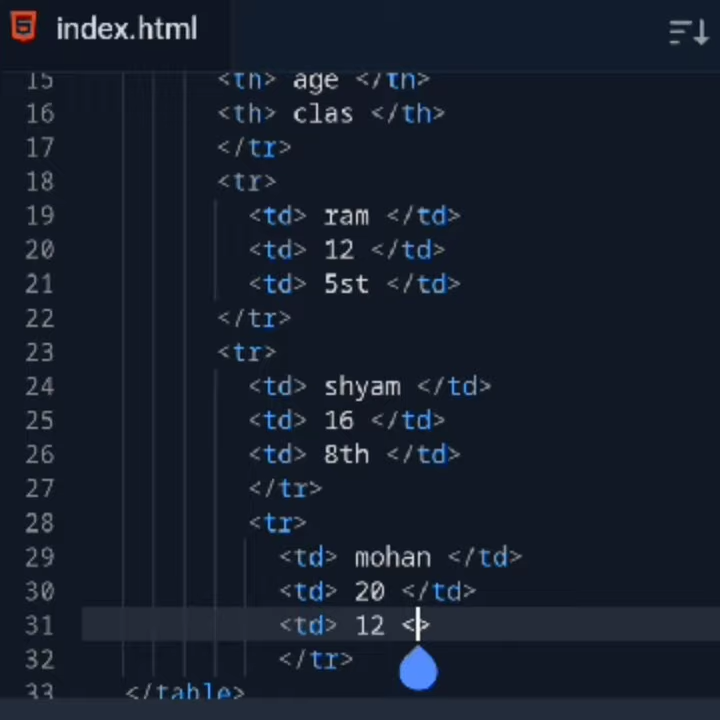 index.html
15 <th> age </th>
16 <th> clas </th>
17 </tr>
18 <tr>
19 <td> ram </td>
20 <td> 12 </td>
21 <td> 5st </td>
22 </tr>
23 <tr>
24 <td> shyam </td>
25 <td> 16 </td>
26 <td> 8th </td>
27 </tr>
28 <tr>
29 <td> mohan </td>
30 <td> 20 </td>
31 <td> 12 <>
32 </tr>
33 </table>